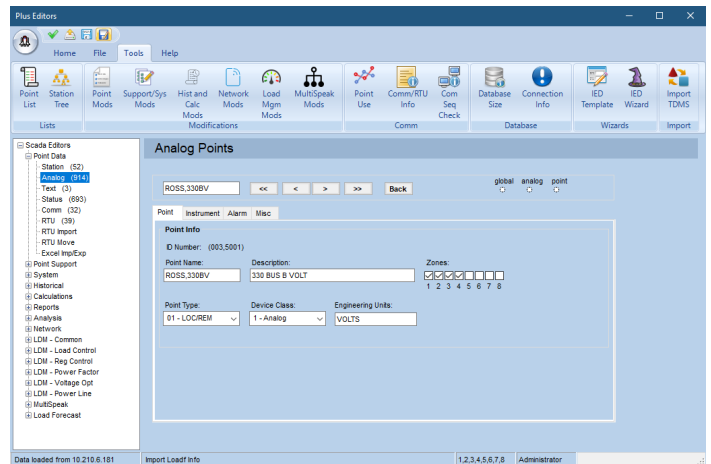 Plus Editors
Home File Tools Help
Point List
Station Tree
Point Mods
Support/Sys Mods
Hist and Calc Mods
Network Mods
Load Mgm Mods
MultiSpeak Mods
Point Use
Comm/RTU Info
Com Seq Check
Database Size
Connection Info
IED Template
IED Wizard
Import TDMS
Lists Modifications Comm Database Wizards Import
Scada Editors
Point Data
Station (52)
Analog (914)
Text (3)
Status (693)
Comm (32)
RTU (39)
RTU Import
RTU Move
Excel Imp/Exp
Point Support
System
Historical
Calculations
Reports
Analysis
Network
LDM - Common
LDM - Load Control
LDM - Reg Control
LDM - Power Factor
LDM - Voltage Opt
LDM - Power Line
MultiSpeak
Load Forecast
Analog Points
ROSS,330BV << < > >> Back
global analog point
Point Instrument Alarm Misc
Point Info
ID Number: (003,5001)
Point Name: Description: Zones:
ROSS,330BV 330 BUS B VOLT
1 2 3 4 5 6 7 8
Point Type: Device Class: Engineering Units:
01 - LOC/REM 1 - Analog VOLTS
Data loaded from 10.210.6.181 Import Loadf Info 1,2,3,4,5,6,7,8 Administrator